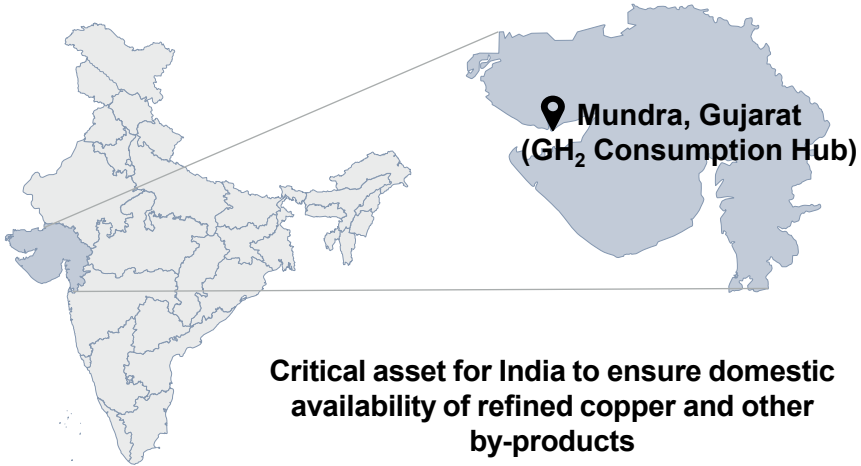 Mundra, Gujarat
(GH₂ Consumption Hub)
Critical asset for India to ensure domestic
availability of refined copper and other
by-products